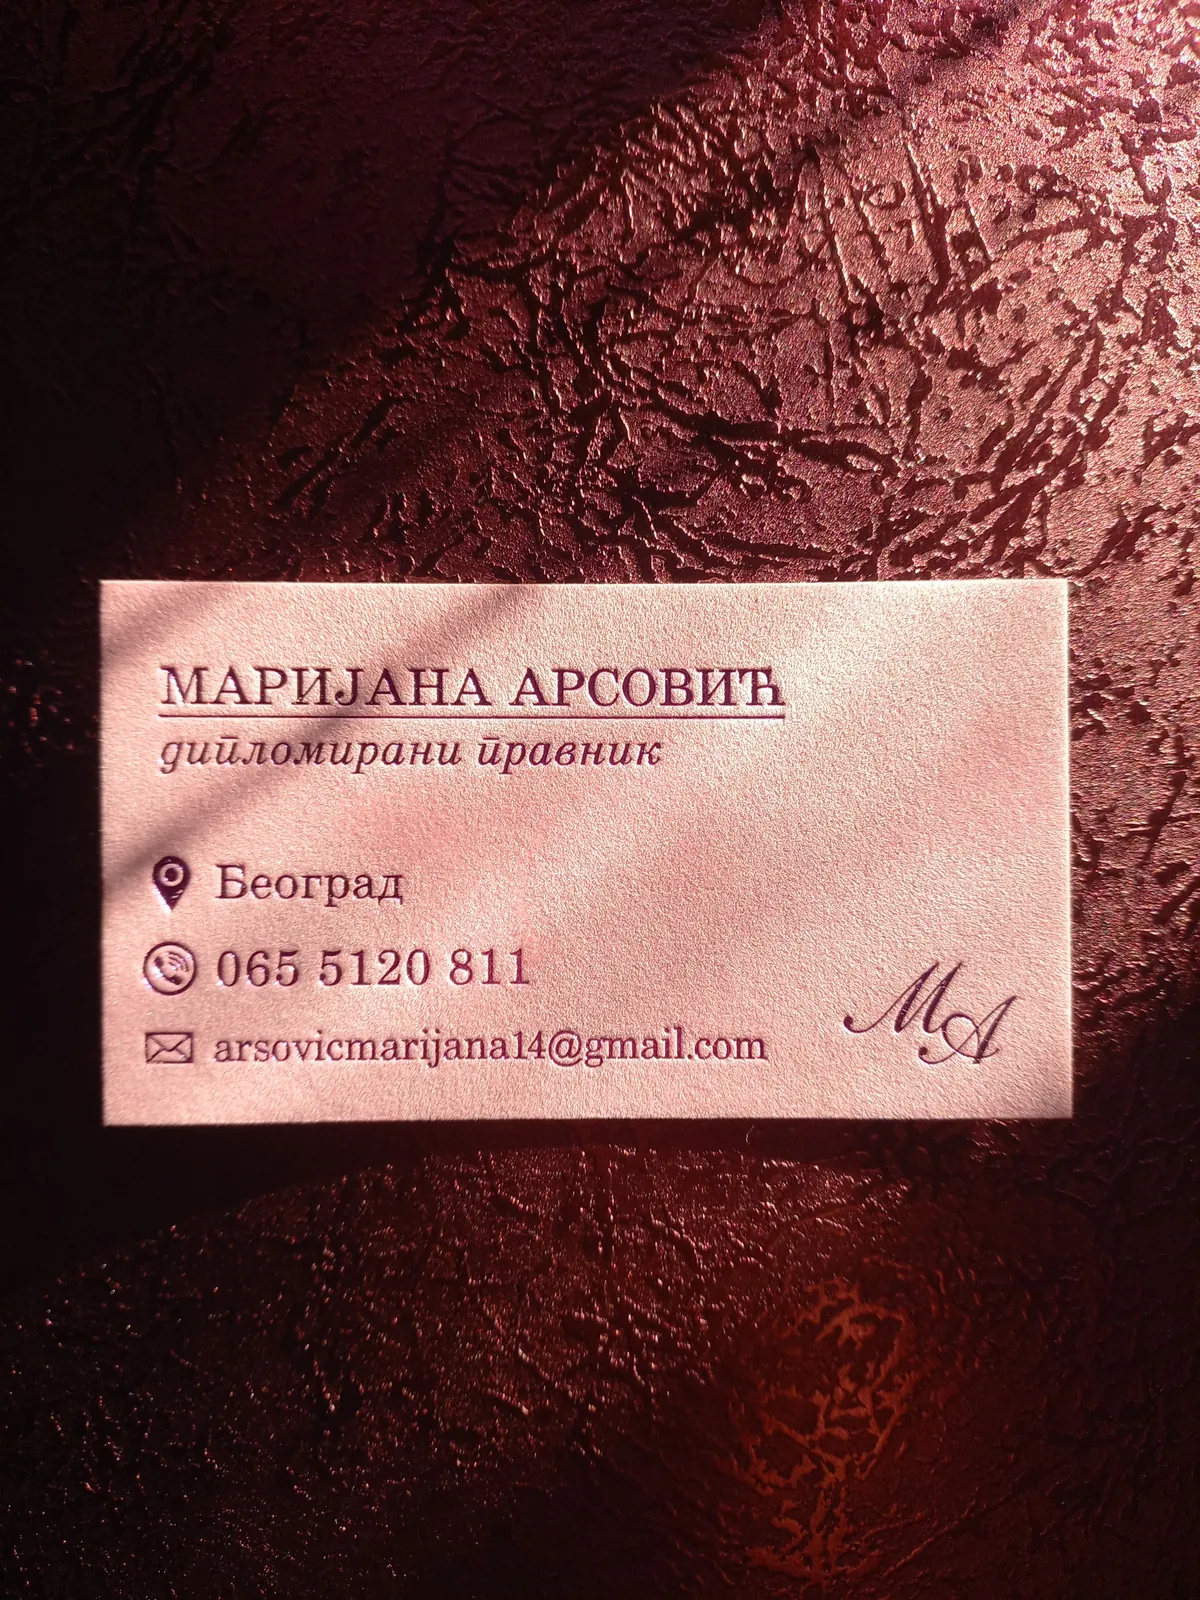 МАРИЈАНА АРСОВИЋ
дипломирани правник
Београд
065 5120 811
arsovicmarijana14@gmail.com
MA